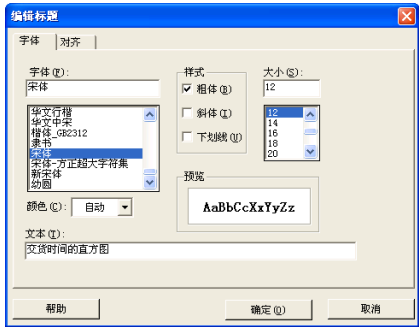 编辑标题
字体 对齐
字体(F): 样式 大小(S):
宋体 粗体(B) 12
华文行楷 12
华文中宋 斜体(I) 14
楷体_GB2312 16
隶书 下划线(U) 18
宋体 20
宋体-方正超大字符集
新宋体 预览
幼圆
AaBbCcXxYyZz
颜色(C): 自动
文本(T):
交货时间的直方图
帮助 确定(O) 取消